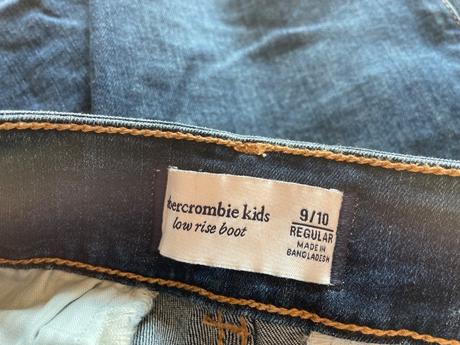 abercrombie kids
low rise boot
9/10
REGULAR
MADE IN
BANGLADESH